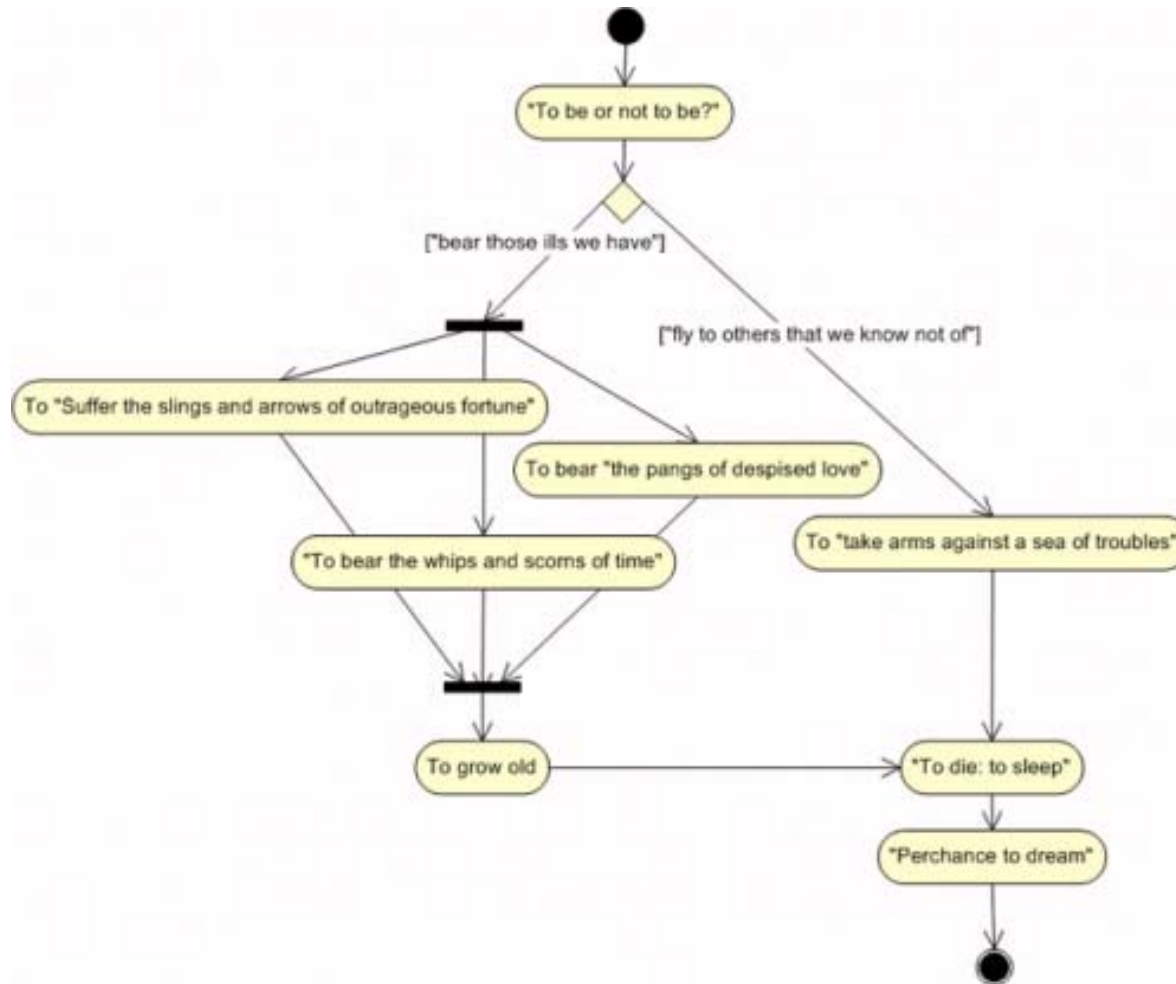 "To be or not to be?"
["bear those ills we have"]
["fly to others that we know not of"]
To "Suffer the slings and arrows of outrageous fortune"
To bear "the pangs of despised love"
To "take arms against a sea of troubles"
"To bear the whips and scorns of time"
To grow old
"To die: to sleep"
"Perchance to dream"